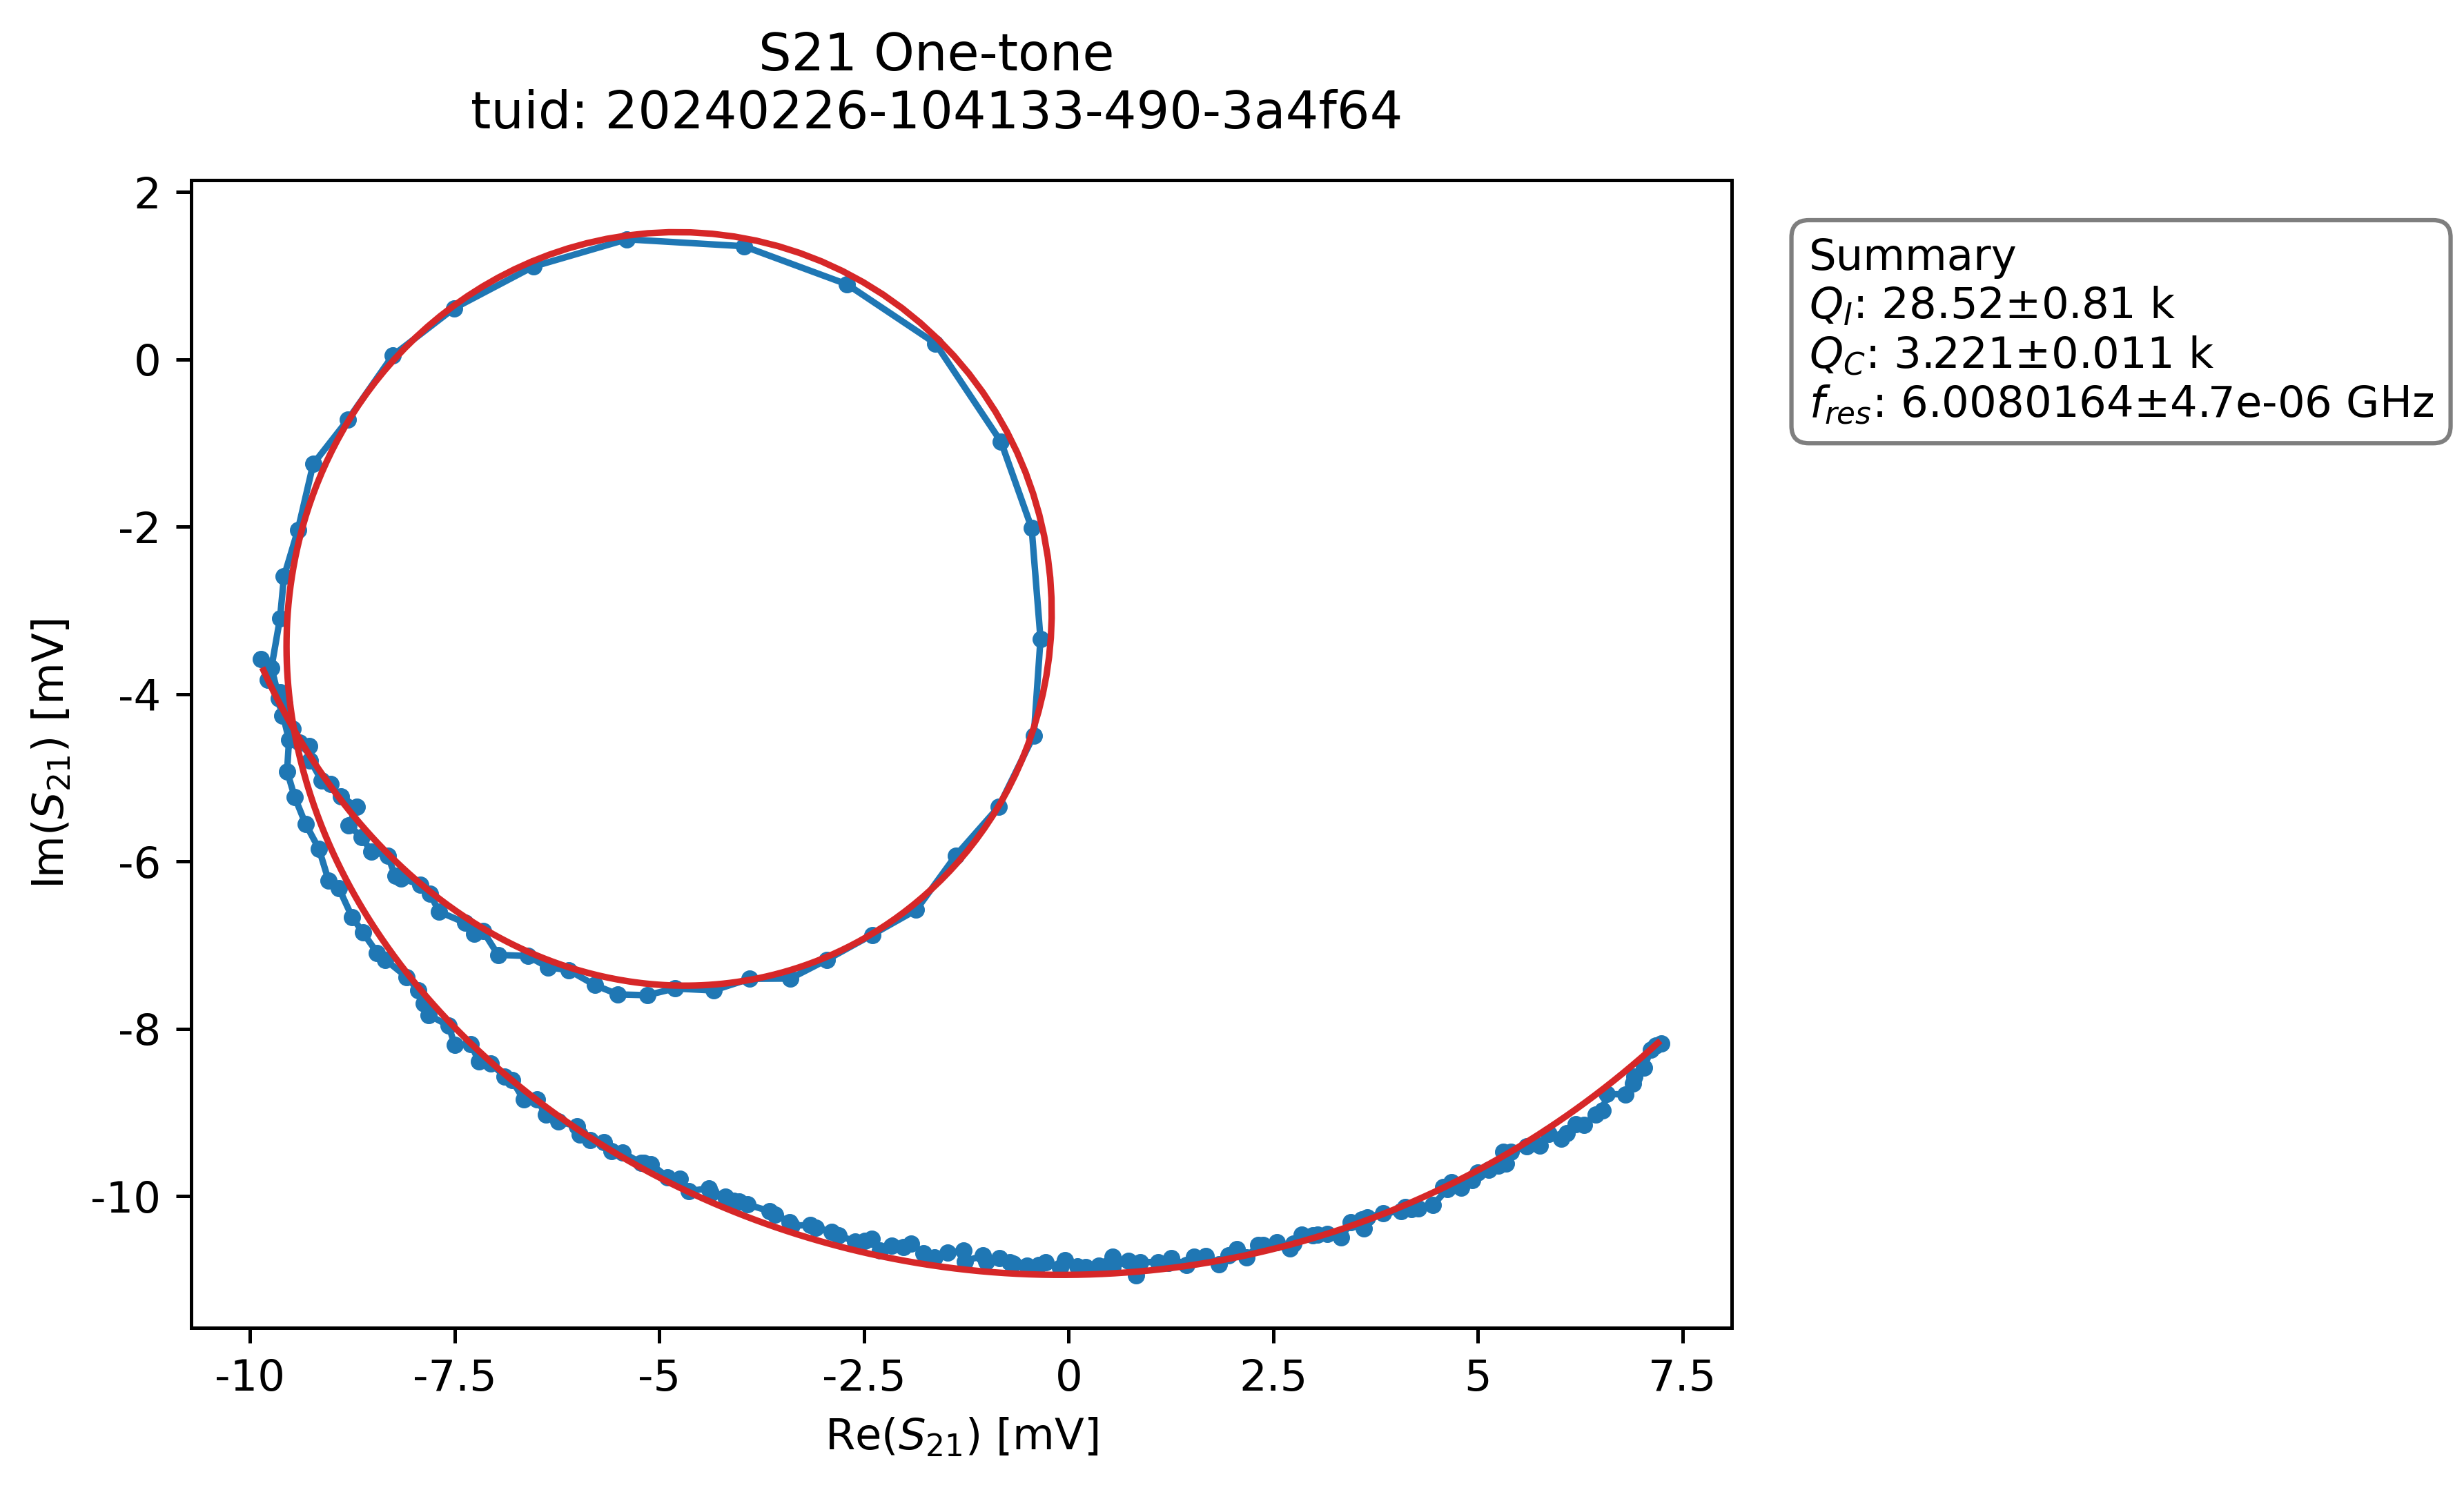 S21 One-tone
tuid: 20240226-104133-490-3a4f64
2
0
-2
-4
-6
-8
-10
Im(S21) [mV]
-10
-7.5
-5
-2.5
0
2.5
5
7.5
Re(S21) [mV]
Summary
QI: 28.52±0.81 k
QC: 3.221±0.011 k
fres: 6.0080164±4.7e-06 GHz